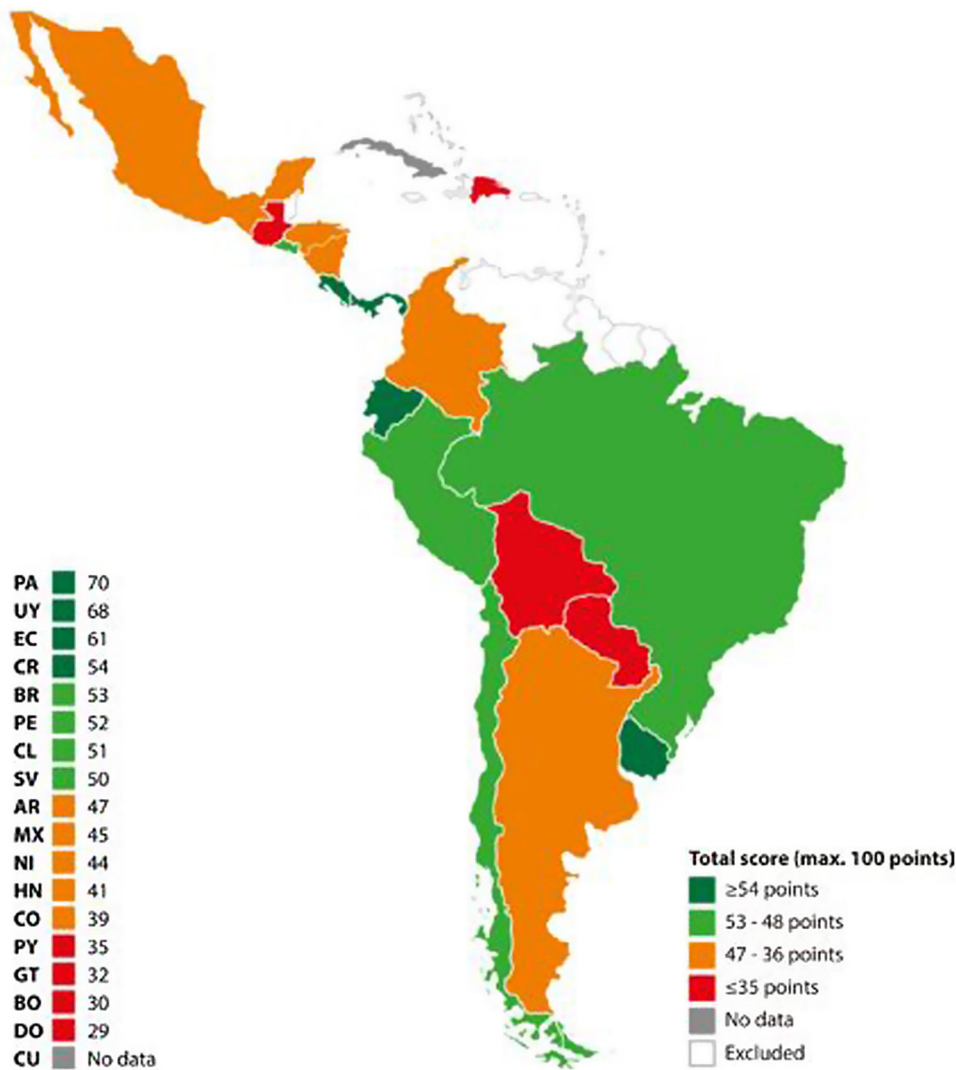 PA 70
UY 68
EC 61
CR 54
BR 53
PE 52
CL 51
SV 50
AR 47
MX 45
NI 44
HN 41
CO 39
PY 35
GT 32
BO 30
DO 29
CU No data
Total score (max. 100 points)
≥54 points
53 - 48 points
47 - 36 points
≤35 points
No data
Excluded